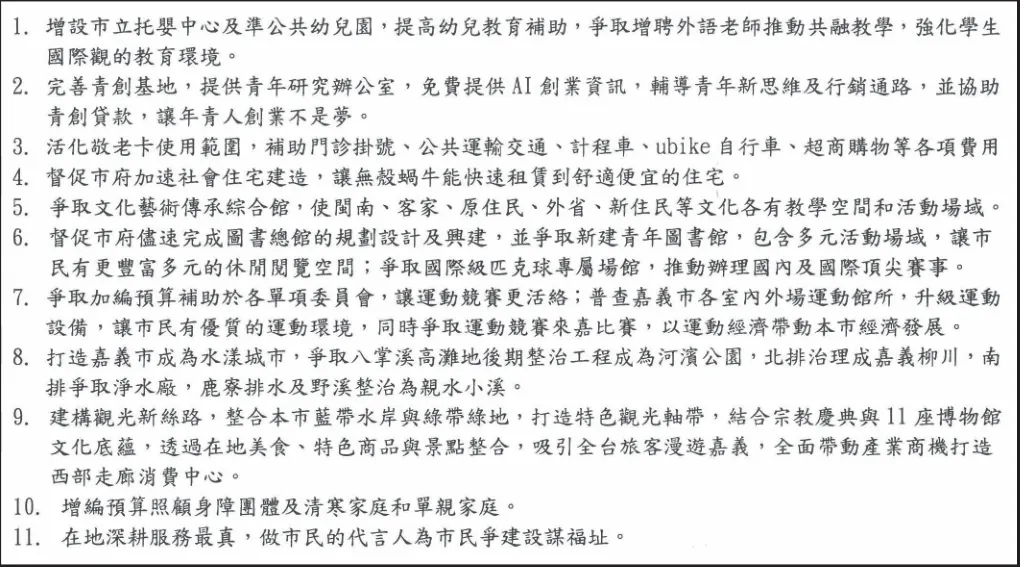 1. 增設市立托嬰中心及準公共幼兒園，提高幼兒教育補助，爭取增聘外語老師推動共融教學，強化學生
國際觀的教育環境。
2. 完善青創基地，提供青年研究辦公室，免費提供AI創業資訊，輔導青年新思維及行銷通路，並協助
青創貸款，讓年青人創業不是夢。
3. 活化敬老卡使用範圍，補助門診掛號、公共運輸交通、計程車、ubike自行車、超商購物等各項費用
4. 督促市府加速社會住宅建造，讓無殼蝸牛能快速租賃到舒適便宜的住宅。
5. 爭取文化藝術傳承綜合館，使閩南、客家、原住民、外省、新住民等文化各有教學空間和活動場域。
6. 督促市府儘速完成圖書總館的規劃設計及興建，並爭取新建青年圖書館，包含多元活動場域，讓市
民有更豐富多元的休閒閱覽空間；爭取國際級匹克球專屬場館，推動辦理國內及國際頂尖賽事。
7. 爭取加編預算補助於各單項委員會，讓運動競賽更活絡；普查嘉義市各室內外場運動館所，升級運動
設備，讓市民有優質的運動環境，同時爭取運動競賽來嘉比賽，以運動經濟帶動本市經濟發展。
8. 打造嘉義市成為水漾城市，爭取八掌溪高灘地後期整治工程成為河濱公園，北排治理成嘉義柳川，南
排爭取淨水廠，鹿寮排水及野溪整治為親水小溪。
9. 建構觀光新絲路，整合本市藍帶水岸與綠帶綠地，打造特色觀光軸帶，結合宗教慶典與11座博物館
文化底蘊，透過在地美食、特色商品與景點整合，吸引全台旅客漫遊嘉義，全面帶動產業商機打造
西部走廊消費中心。
10. 增編預算照顧身障團體及清寒家庭和單親家庭。
11. 在地深耕服務最真，做市民的代言人為市民爭建設謀福址。